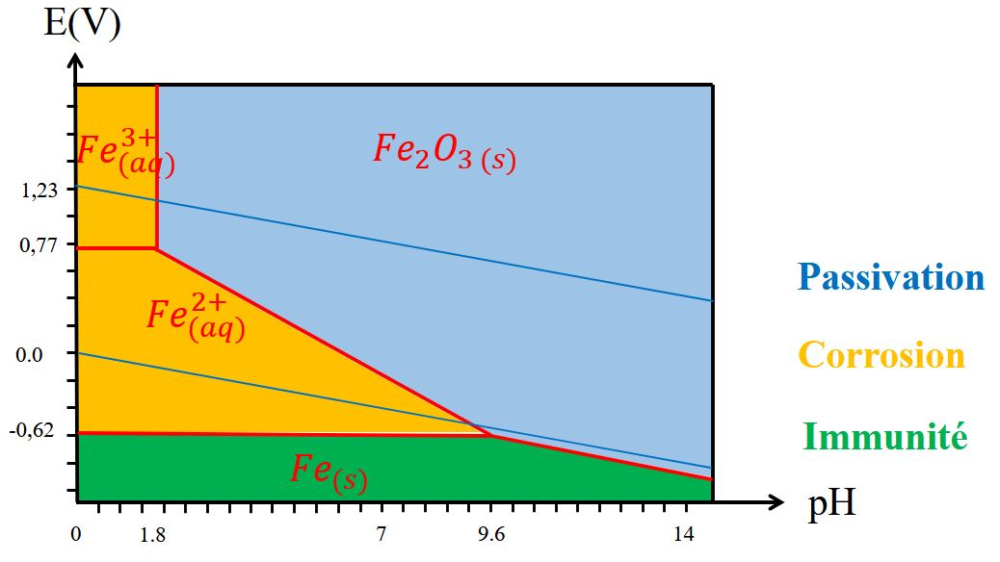 E(V)
Fe³⁺(aq)
Fe₂O₃ (s)
1,23
0,77
Passivation
Fe²⁺(aq)
0.0
Corrosion
-0,62
Immunité
Fe(s)
pH
0 1.8 7 9.6 14